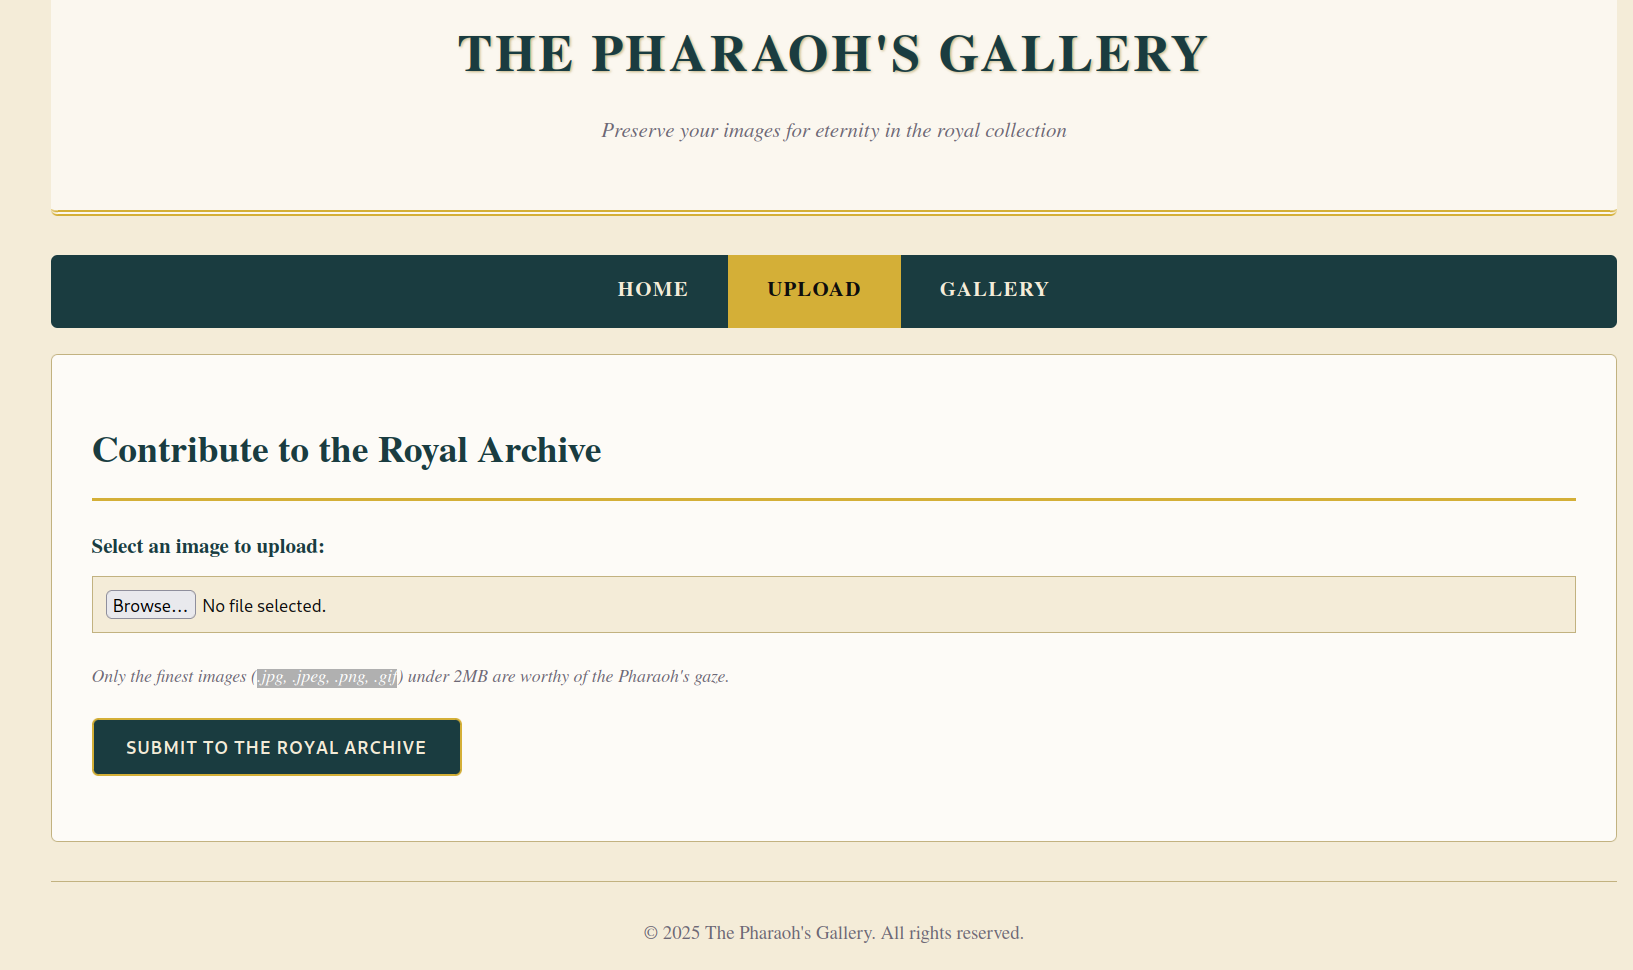 THE PHARAOH'S GALLERY
Preserve your images for eternity in the royal collection
HOME UPLOAD GALLERY
Contribute to the Royal Archive
Select an image to upload:
Browse... No file selected.
Only the finest images (.jpg, .jpeg, .png, .gif) under 2MB are worthy of the Pharaoh's gaze.
SUBMIT TO THE ROYAL ARCHIVE
© 2025 The Pharaoh's Gallery. All rights reserved.